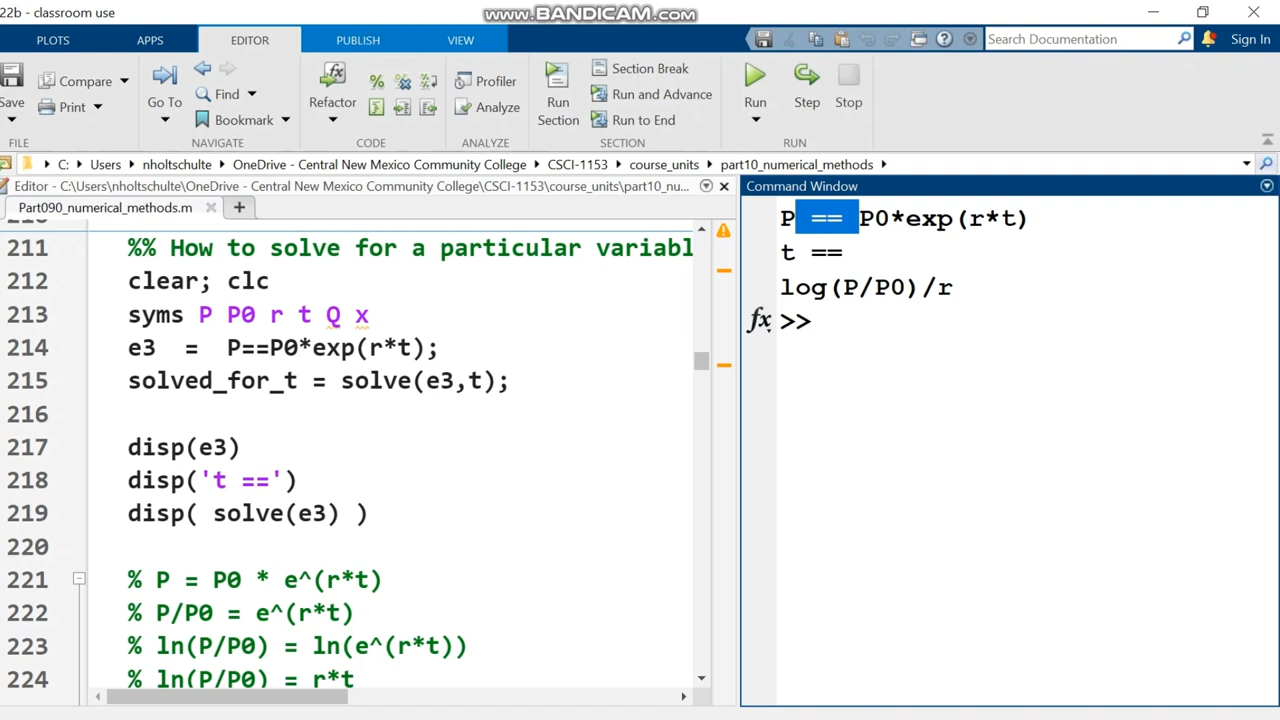 22b - classroom use
www.BANDICAM.com
PLOTS APPS EDITOR PUBLISH VIEW Search Documentation Sign In
Save Compare Print Go To Find Bookmark Refactor Profiler Analyze Run Section Section Break Run and Advance Run to End Run Step Stop
FILE NAVIGATE CODE ANALYZE SECTION RUN
C: Users nholtschulte OneDrive - Central New Mexico Community College CSCI-1153 course_units part10_numerical_methods
Editor - C:\Users\nholtschulte\OneDrive - Central New Mexico Community College\CSCI-1153\course_units\part10_nu...
Part090_numerical_methods.m
210
211 %% How to solve for a particular variabl
212 clear; clc
213 syms P P0 r t Q x
214 e3 = P==P0*exp(r*t);
215 solved_for_t = solve(e3,t);
216
217 disp(e3)
218 disp('t ==')
219 disp( solve(e3) )
220
221 % P = P0 * e^(r*t)
222 % P/P0 = e^(r*t)
223 % ln(P/P0) = ln(e^(r*t))
224 % ln(P/P0) = r*t
Command Window
P == P0*exp(r*t)
t ==
log(P/P0)/r
fx >>